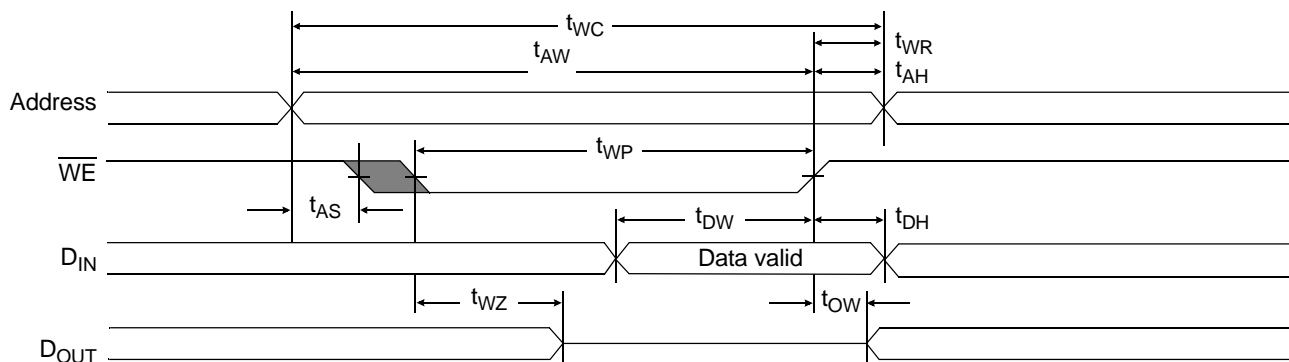 tWC
tWR
tAW
tAH
Address
tWP
WE
tAS
tDW
tDH
DIN
Data valid
tWZ
tOW
DOUT